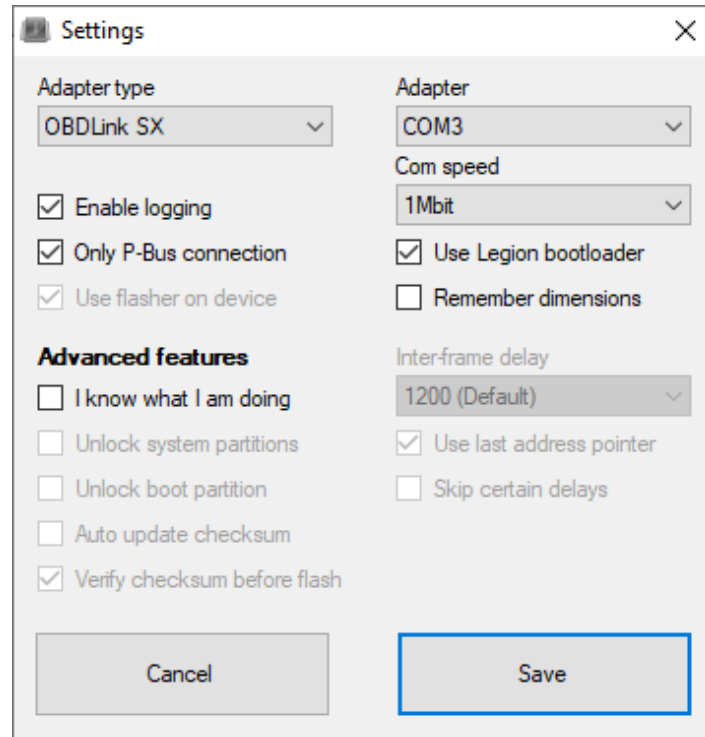 Settings
Adapter type
OBDLink SX
Adapter
COM3
Com speed
1Mbit
Enable logging
Only P-Bus connection
Use flasher on device
Use Legion bootloader
Remember dimensions
Advanced features
I know what I am doing
Unlock system partitions
Unlock boot partition
Auto update checksum
Verify checksum before flash
Inter-frame delay
1200 (Default)
Use last address pointer
Skip certain delays
Cancel
Save